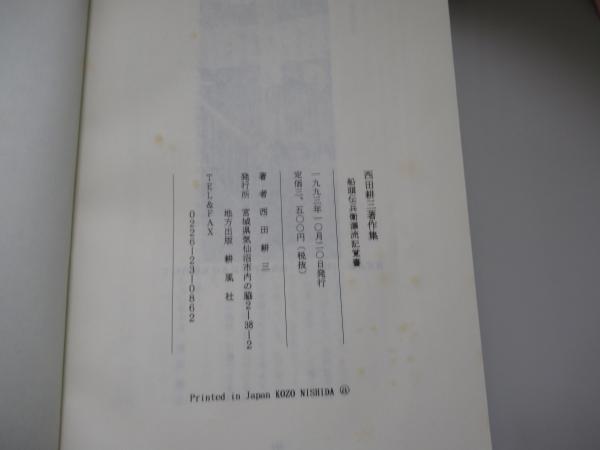 西田耕三著作集
船頭伝兵衛漂流記覚書
一九九三年一〇月二〇日発行
定価三、五〇〇円(税抜)
著者 西田耕三
発行所 宮城県気仙沼市内の脇2-38-2
地方出版 耕風社
TEL&FAX
0226-23-0862
Printed in Japan KOZO NISHIDA